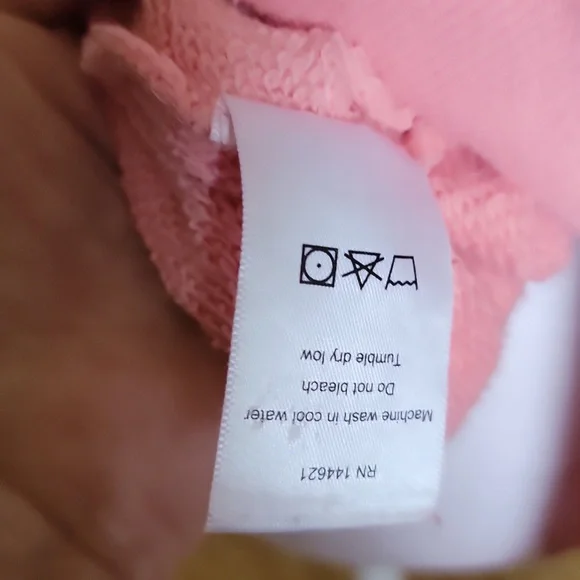 RN 144621
Machine wash in cool water
Do not bleach
Tumble dry low